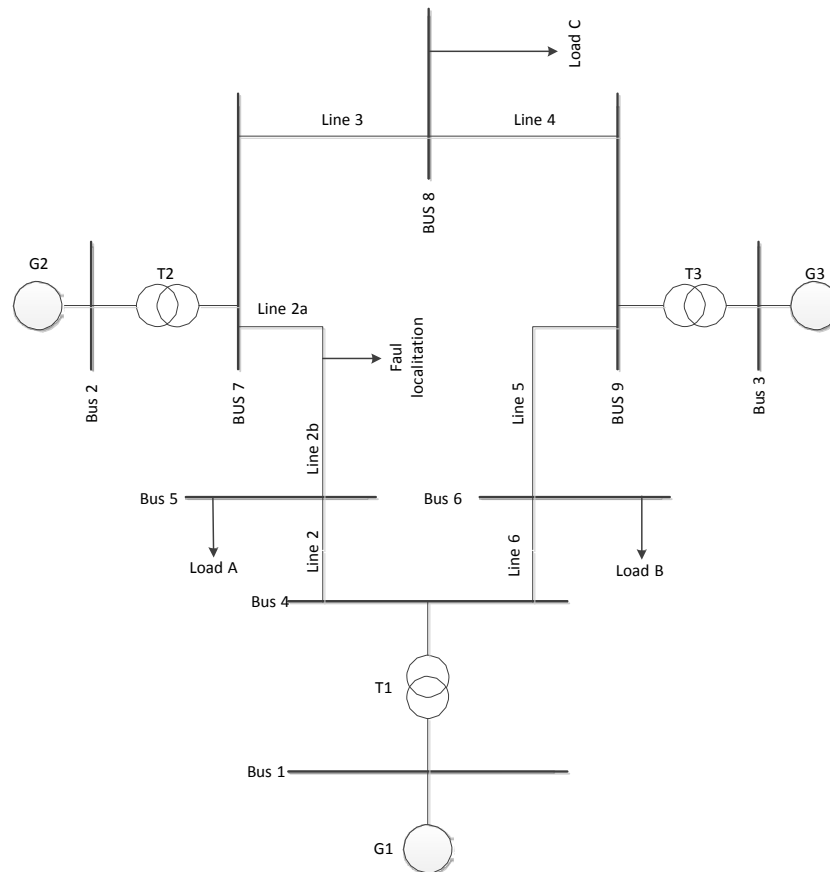 Load C
Line 3
Line 4
BUS 8
G2
T2
T3
G3
Line 2a
Faul
localitation
Bus 2
BUS 7
Line 5
BUS 9
Bus 3
Line 2b
Bus 5
Bus 6
Line 2
Line 6
Load A
Load B
Bus 4
T1
Bus 1
G1